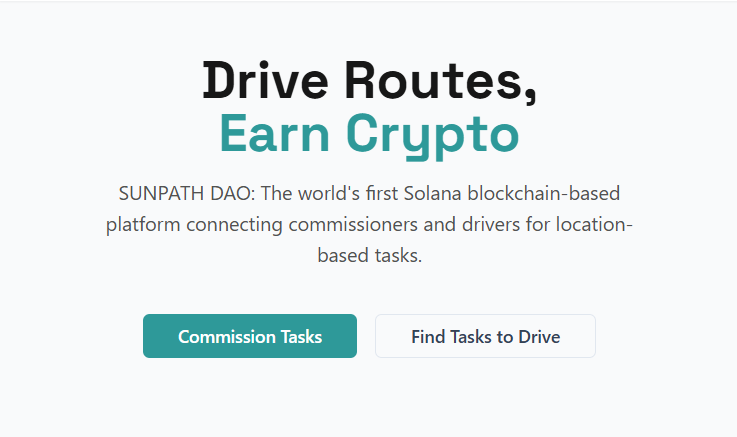 Drive Routes,
Earn Crypto
SUNPATH DAO: The world's first Solana blockchain-based
platform connecting commissioners and drivers for location-
based tasks.
Commission Tasks
Find Tasks to Drive